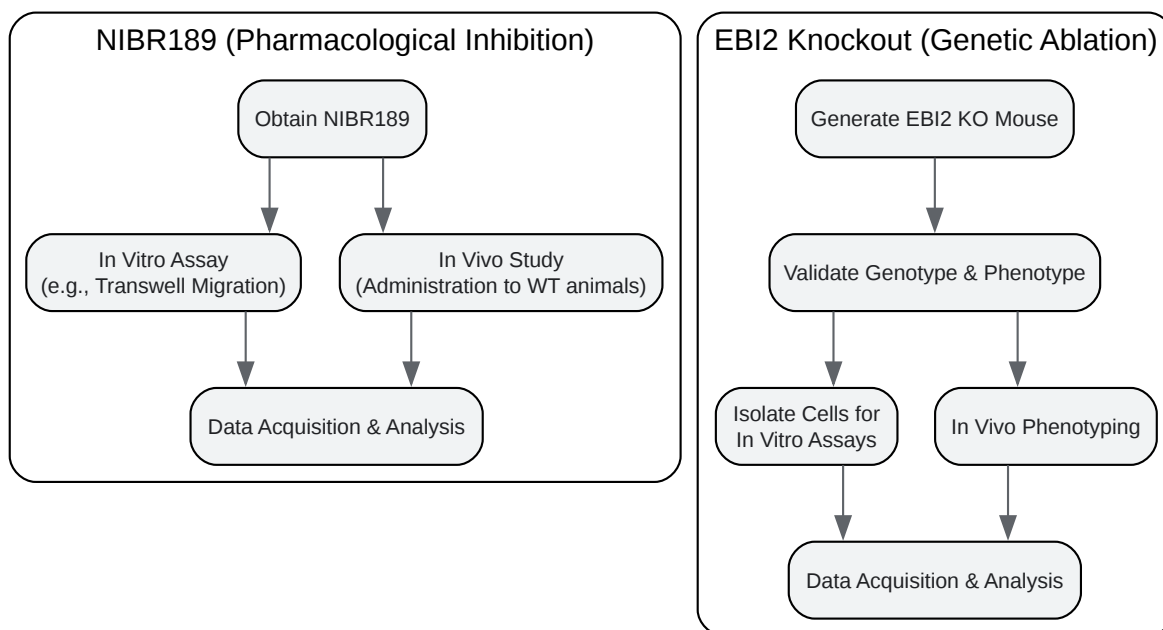 NIBR189 (Pharmacological Inhibition)
Obtain NIBR189
In Vitro Assay
(e.g., Transwell Migration)
In Vivo Study
(Administration to WT animals)
Data Acquisition & Analysis
EBI2 Knockout (Genetic Ablation)
Generate EBI2 KO Mouse
Validate Genotype & Phenotype
Isolate Cells for
In Vitro Assays
In Vivo Phenotyping
Data Acquisition & Analysis